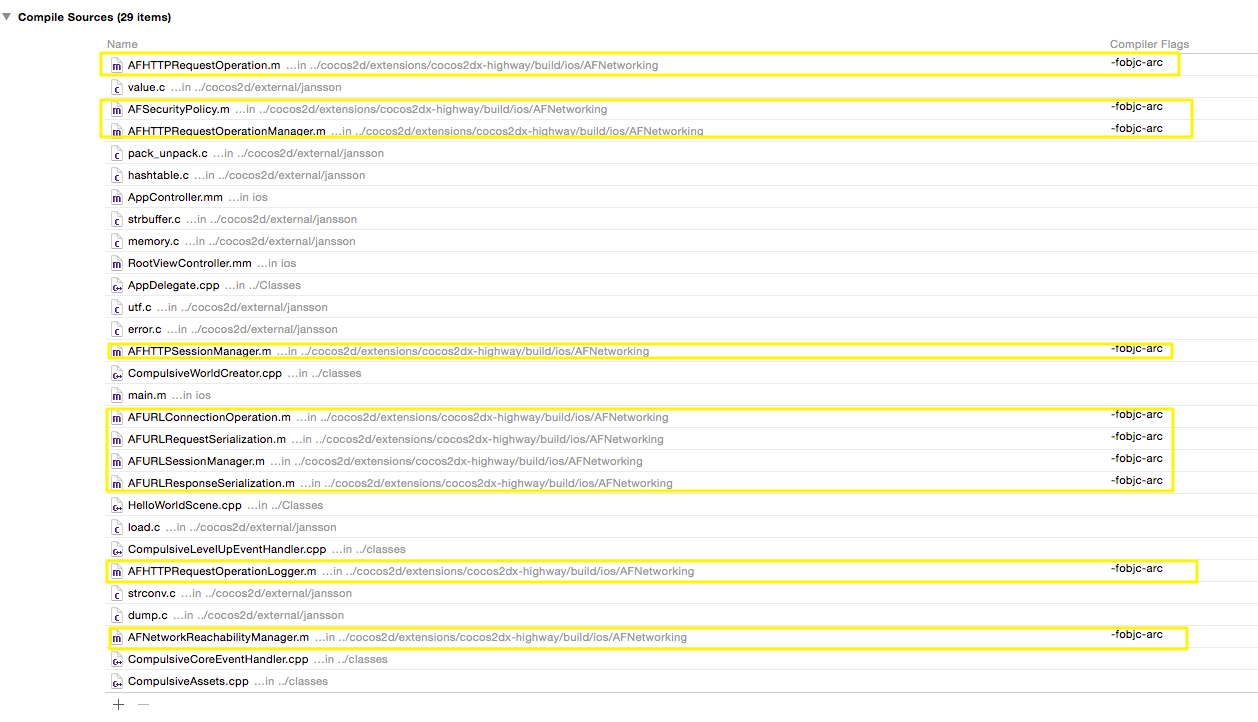 Compile Sources (29 items)
Name Compiler Flags
AFHTTPRequestOperation.m ...in ../cocos2d/extensions/cocos2dx-highway/build/ios/AFNetworking -fobjc-arc
value.c ...in ../cocos2d/external/jansson
AFSecurityPolicy.m ...in ../cocos2d/extensions/cocos2dx-highway/build/ios/AFNetworking -fobjc-arc
AFHTTPRequestOperationManager.m ...in ../cocos2d/extensions/cocos2dx-highway/build/ios/AFNetworking -fobjc-arc
pack_unpack.c ...in ../cocos2d/external/jansson
hashtable.c ...in ../cocos2d/external/jansson
AppController.mm ...in ios
strbuffer.c ...in ../cocos2d/external/jansson
memory.c ...in ../cocos2d/external/jansson
RootViewController.mm ...in ios
AppDelegate.cpp ...in ../Classes
utf.c ...in ../cocos2d/external/jansson
error.c ...in ../cocos2d/external/jansson
AFHTTPSessionManager.m ...in ../cocos2d/extensions/cocos2dx-highway/build/ios/AFNetworking -fobjc-arc
CompulsiveWorldCreator.cpp ...in ../classes
main.m ...in ios
AFURLConnectionOperation.m ...in ../cocos2d/extensions/cocos2dx-highway/build/ios/AFNetworking -fobjc-arc
AFURLRequestSerialization.m ...in ../cocos2d/extensions/cocos2dx-highway/build/ios/AFNetworking -fobjc-arc
AFURLSessionManager.m ...in ../cocos2d/extensions/cocos2dx-highway/build/ios/AFNetworking -fobjc-arc
AFURLResponseSerialization.m ...in ../cocos2d/extensions/cocos2dx-highway/build/ios/AFNetworking -fobjc-arc
HelloWorldScene.cpp ...in ../Classes
load.c ...in ../cocos2d/external/jansson
CompulsiveLevelUpEventHandler.cpp ...in ../classes
AFHTTPRequestOperationLogger.m ...in ../cocos2d/extensions/cocos2dx-highway/build/ios/AFNetworking -fobjc-arc
strconv.c ...in ../cocos2d/external/jansson
dump.c ...in ../cocos2d/external/jansson
AFNetworkReachabilityManager.m ...in ../cocos2d/extensions/cocos2dx-highway/build/ios/AFNetworking -fobjc-arc
CompulsiveCoreEventHandler.cpp ...in ../classes
CompulsiveAssets.cpp ...in ../classes